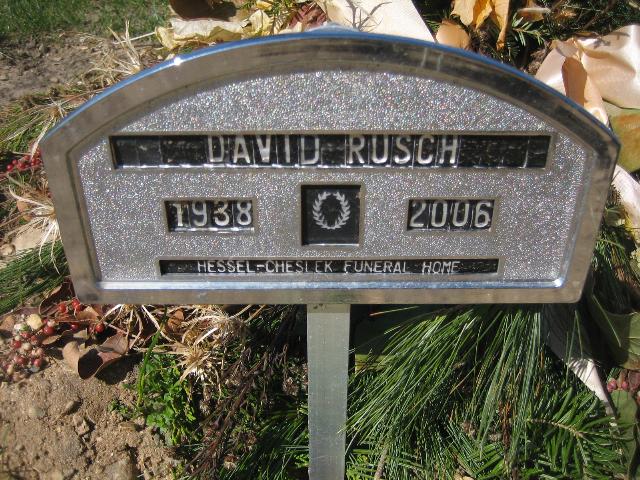 DAVID RUSCH
1938 2006
HESSEL-CHESLEK FUNERAL HOME